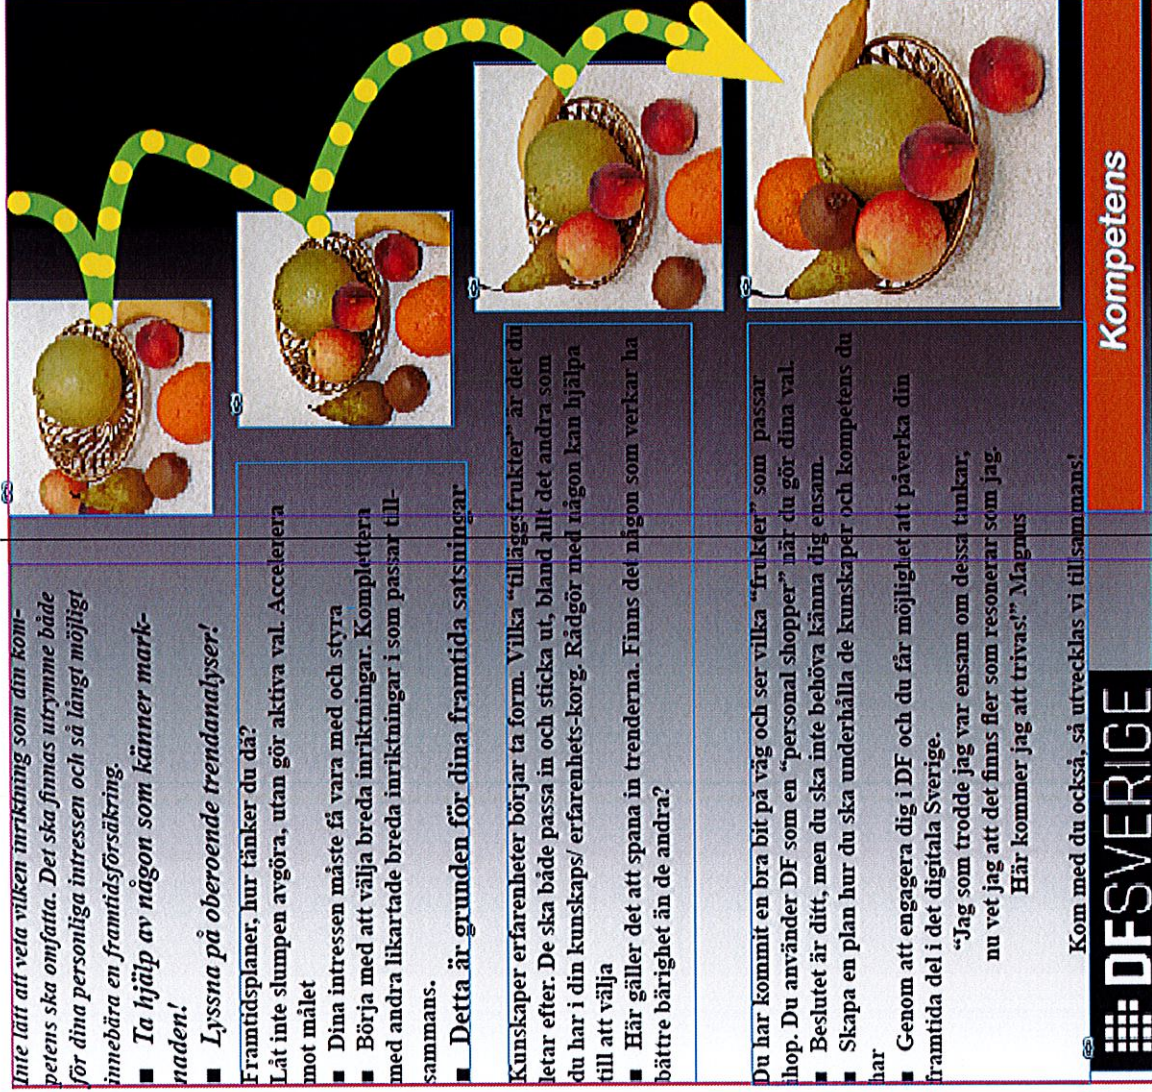 Inte lätt att veta vilken inriktning som din kom-
petens ska omfatta. Det ska finnas utrymme både
för dina personliga intressen och så långt möjligt
innebära en framtidsförsäkring.
■ Ta hjälp av någon som känner mark-
naden!
■ Lyssna på oberoende trendanalyser!
Framtidsplaner, hur tänker du då?
Låt inte slumpen avgöra, utan gör aktiva val. Accelerera
mot målet
■ Dina intressen måste få vara med och styra
■ Börja med att välja breda inriktningar. Komplettera
med andra likartade breda inriktningar i som passar till-
sammans.
■ Detta är grunden för dina framtida satsningar
Kunskaper erfarenheter börjar ta form. Vilka "tilläggsfrukter" är det du
letar efter. De ska både passa in och sticka ut, bland allt det andra som
du har i din kunskaps/ erfarenhets-korg. Rådgör med någon kan hjälpa
till att välja
■ Här gäller det att spana in trenderna. Finns det någon som verkar ha
bättre bärighet än de andra?
Du har kommit en bra bit på väg och ser vilka "frukter" som passar
ihop. Du använder DF som en "personal shopper" när du gör dina val.
■ Beslutet är ditt, men du ska inte behöva känna dig ensam.
■ Skapa en plan hur du ska underhålla de kunskaper och kompetens du
har
■ Genom att engagera dig i DF och du får möjlighet att påverka din
framtida del i det digitala Sverige.
"Jag som trodde jag var ensam om dessa tankar,
nu vet jag att det finns fler som resonerar som jag.
Här kommer jag att trivas!" Magnus
Kom med du också, så utvecklas vi tillsammans!
DFSVERIGE
Kompetens